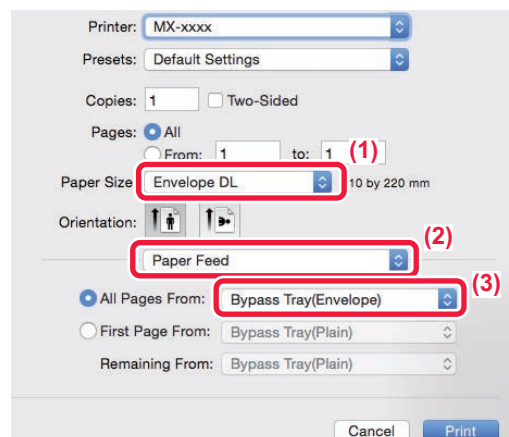 Printer: MX-xxxx
Presets: Default Settings
Copies: 1 Two-Sided
Pages: All
From: 1 to: 1 (1)
Paper Size Envelope DL 10 by 220 mm
Orientation:
(2)
Paper Feed
(3)
All Pages From: Bypass Tray(Envelope)
First Page From: Bypass Tray(Plain)
Remaining From: Bypass Tray(Plain)
Cancel Print